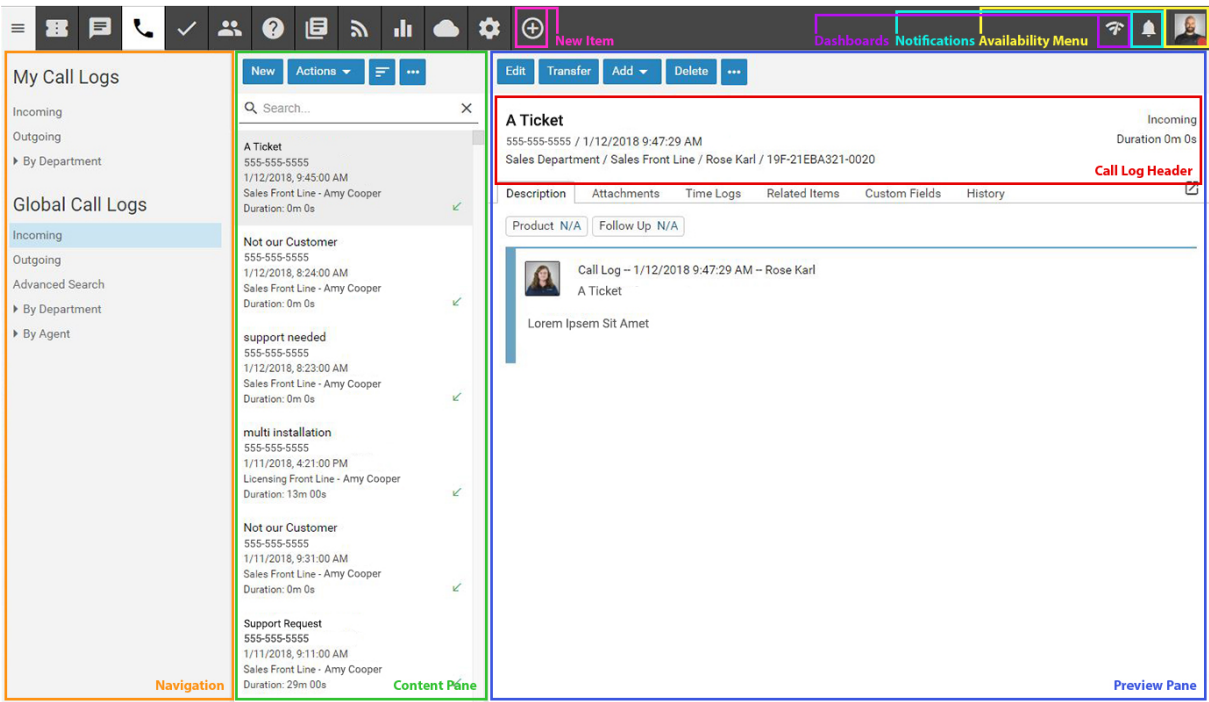 New Item
Dashboards Notifications Availability Menu
My Call Logs
Incoming
Outgoing
By Department
Global Call Logs
Incoming
Outgoing
Advanced Search
By Department
By Agent
Navigation
New Actions
Search...
A Ticket
555-555-5555
1/12/2018, 9:45:00 AM
Sales Front Line - Amy Cooper
Duration: 0m 0s
Not our Customer
555-555-5555
1/12/2018, 8:24:00 AM
Sales Front Line - Amy Cooper
Duration: 0m 0s
support needed
555-555-5555
1/12/2018, 8:23:00 AM
Sales Front Line - Amy Cooper
Duration: 0m 0s
multi installation
555-555-5555
1/11/2018, 4:21:00 PM
Licensing Front Line - Amy Cooper
Duration: 13m 00s
Not our Customer
555-555-5555
1/11/2018, 9:31:00 AM
Sales Front Line - Amy Cooper
Duration: 0m 0s
Support Request
555-555-5555
1/11/2018, 9:11:00 AM
Sales Front Line - Amy Cooper
Duration: 29m 00s
Content Pane
Edit Transfer Add Delete
A Ticket
Incoming
555-555-5555 / 1/12/2018 9:47:29 AM
Duration 0m 0s
Sales Department / Sales Front Line / Rose Karl / 19F-21EBA321-0020
Call Log Header
Description Attachments Time Logs Related Items Custom Fields History
Product N/A Follow Up N/A
Call Log -- 1/12/2018 9:47:29 AM -- Rose Karl
A Ticket
Lorem Ipsem Sit Amet
Preview Pane